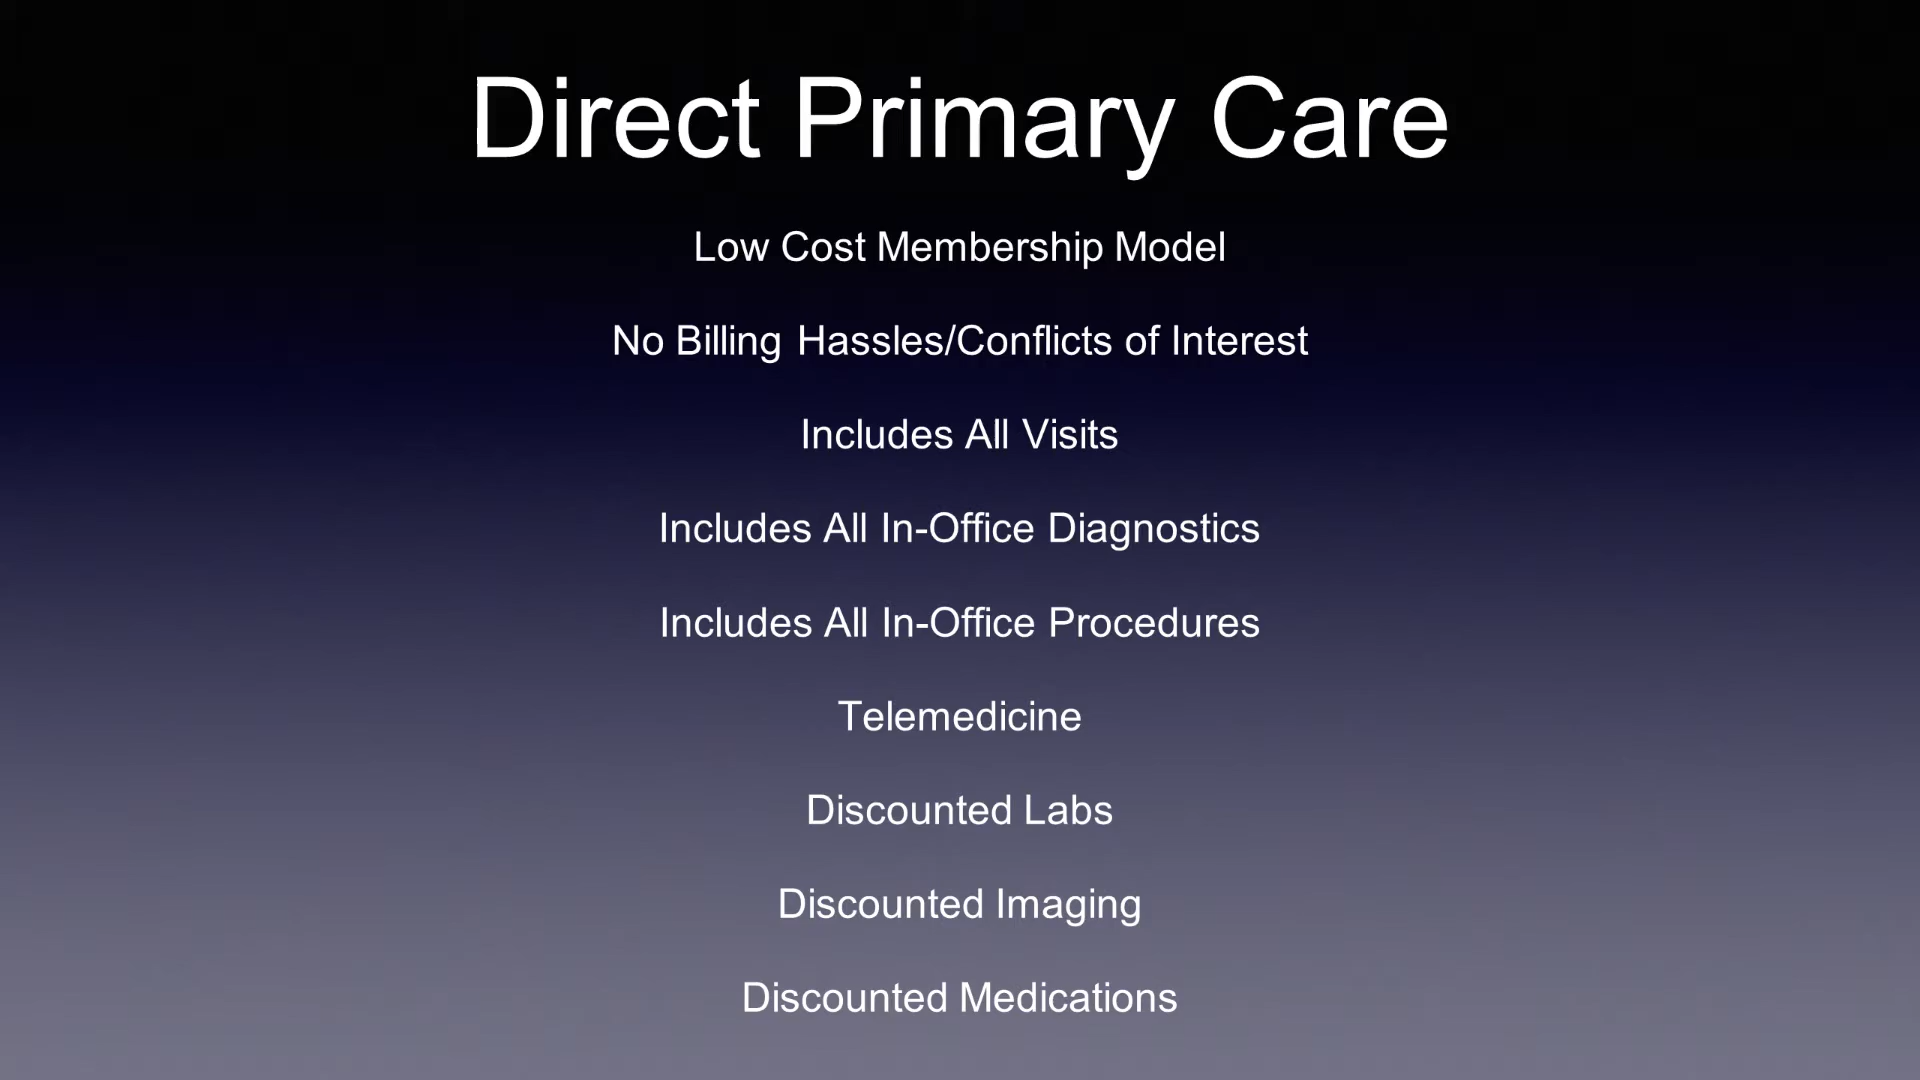 Direct Primary Care
Low Cost Membership Model
No Billing Hassles/Conflicts of Interest
Includes All Visits
Includes All In-Office Diagnostics
Includes All In-Office Procedures
Telemedicine
Discounted Labs
Discounted Imaging
Discounted Medications